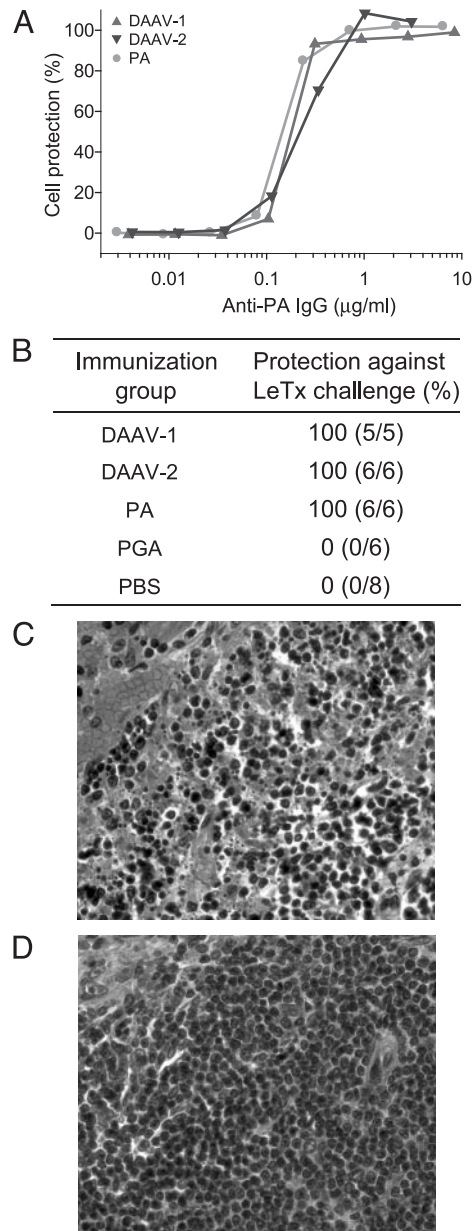 A
DAAV-1
DAAV-2
PA
Cell protection (%)
100
80
60
40
20
0
0.01 0.1 1 10
Anti-PA IgG (μg/ml)
B
Immunization group Protection against LeTx challenge (%)
DAAV-1 100 (5/5)
DAAV-2 100 (6/6)
PA 100 (6/6)
PGA 0 (0/6)
PBS 0 (0/8)
C
D